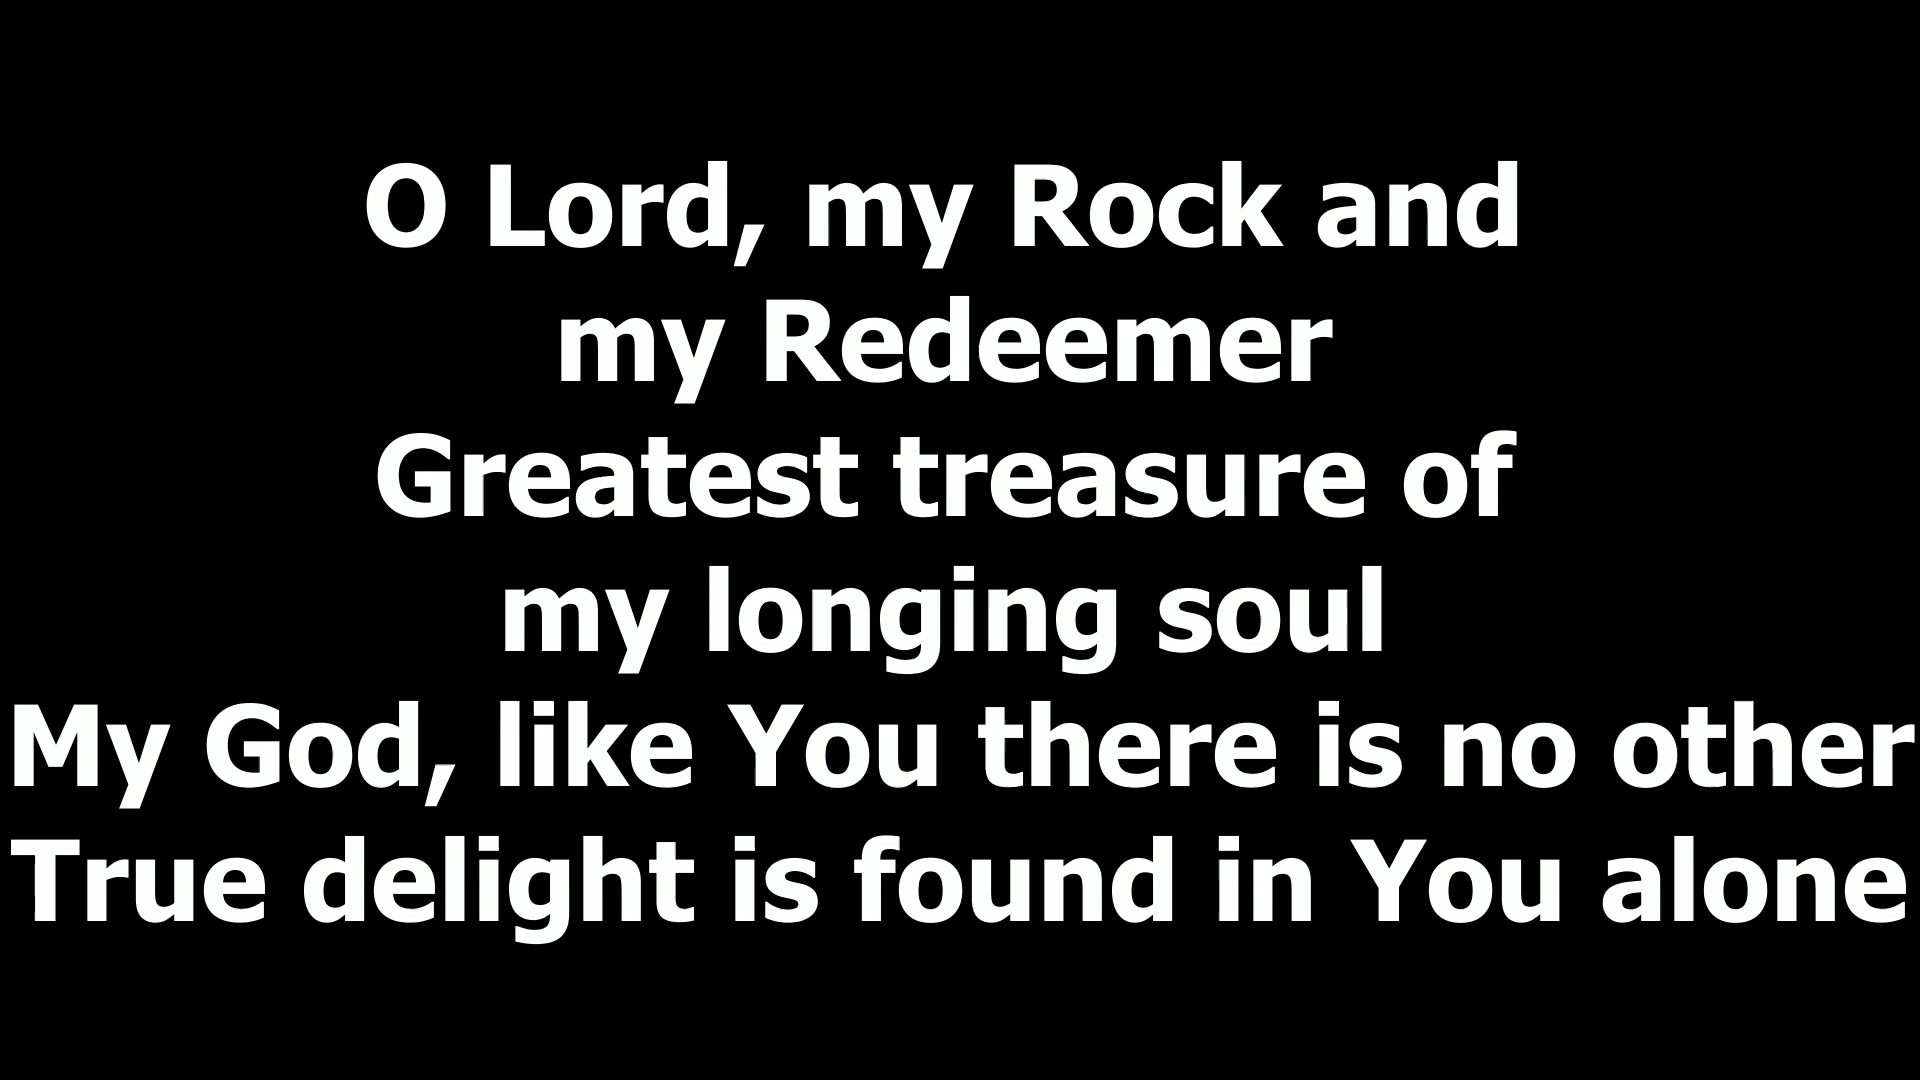 O Lord, my Rock and
my Redeemer
Greatest treasure of
my longing soul
My God, like You there is no other
True delight is found in You alone